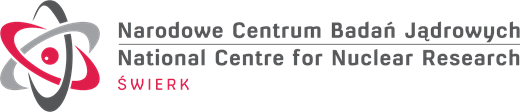 Narodowe Centrum Badań Jądrowych
National Centre for Nuclear Research
ŚWIERK